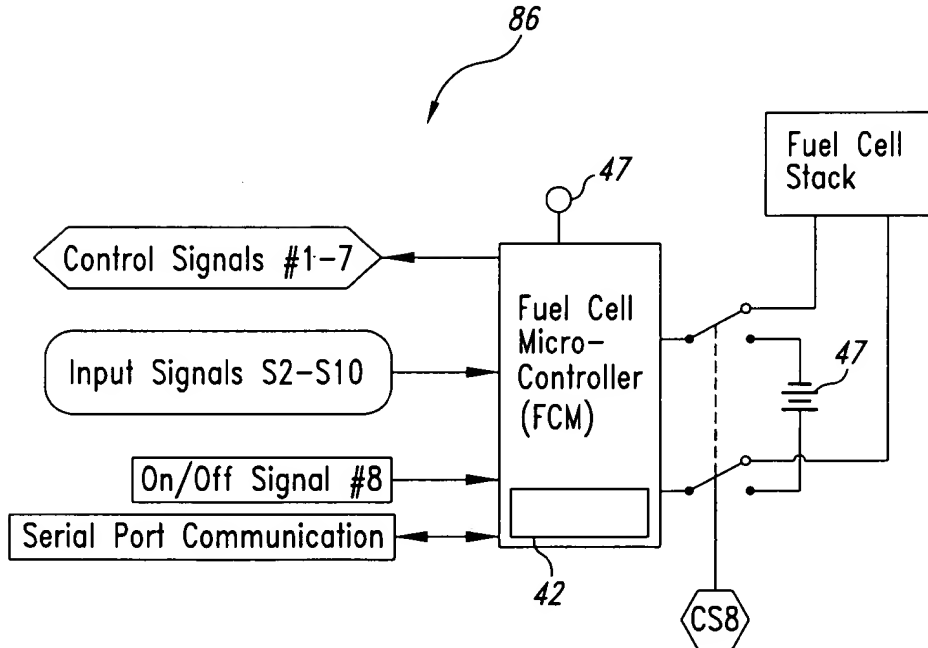 86
Fuel Cell
Stack
47
Control Signals #1-7
Fuel Cell
Micro-
Controller
(FCM)
Input Signals S2-S10
47
On/Off Signal #8
Serial Port Communication
42
CS8